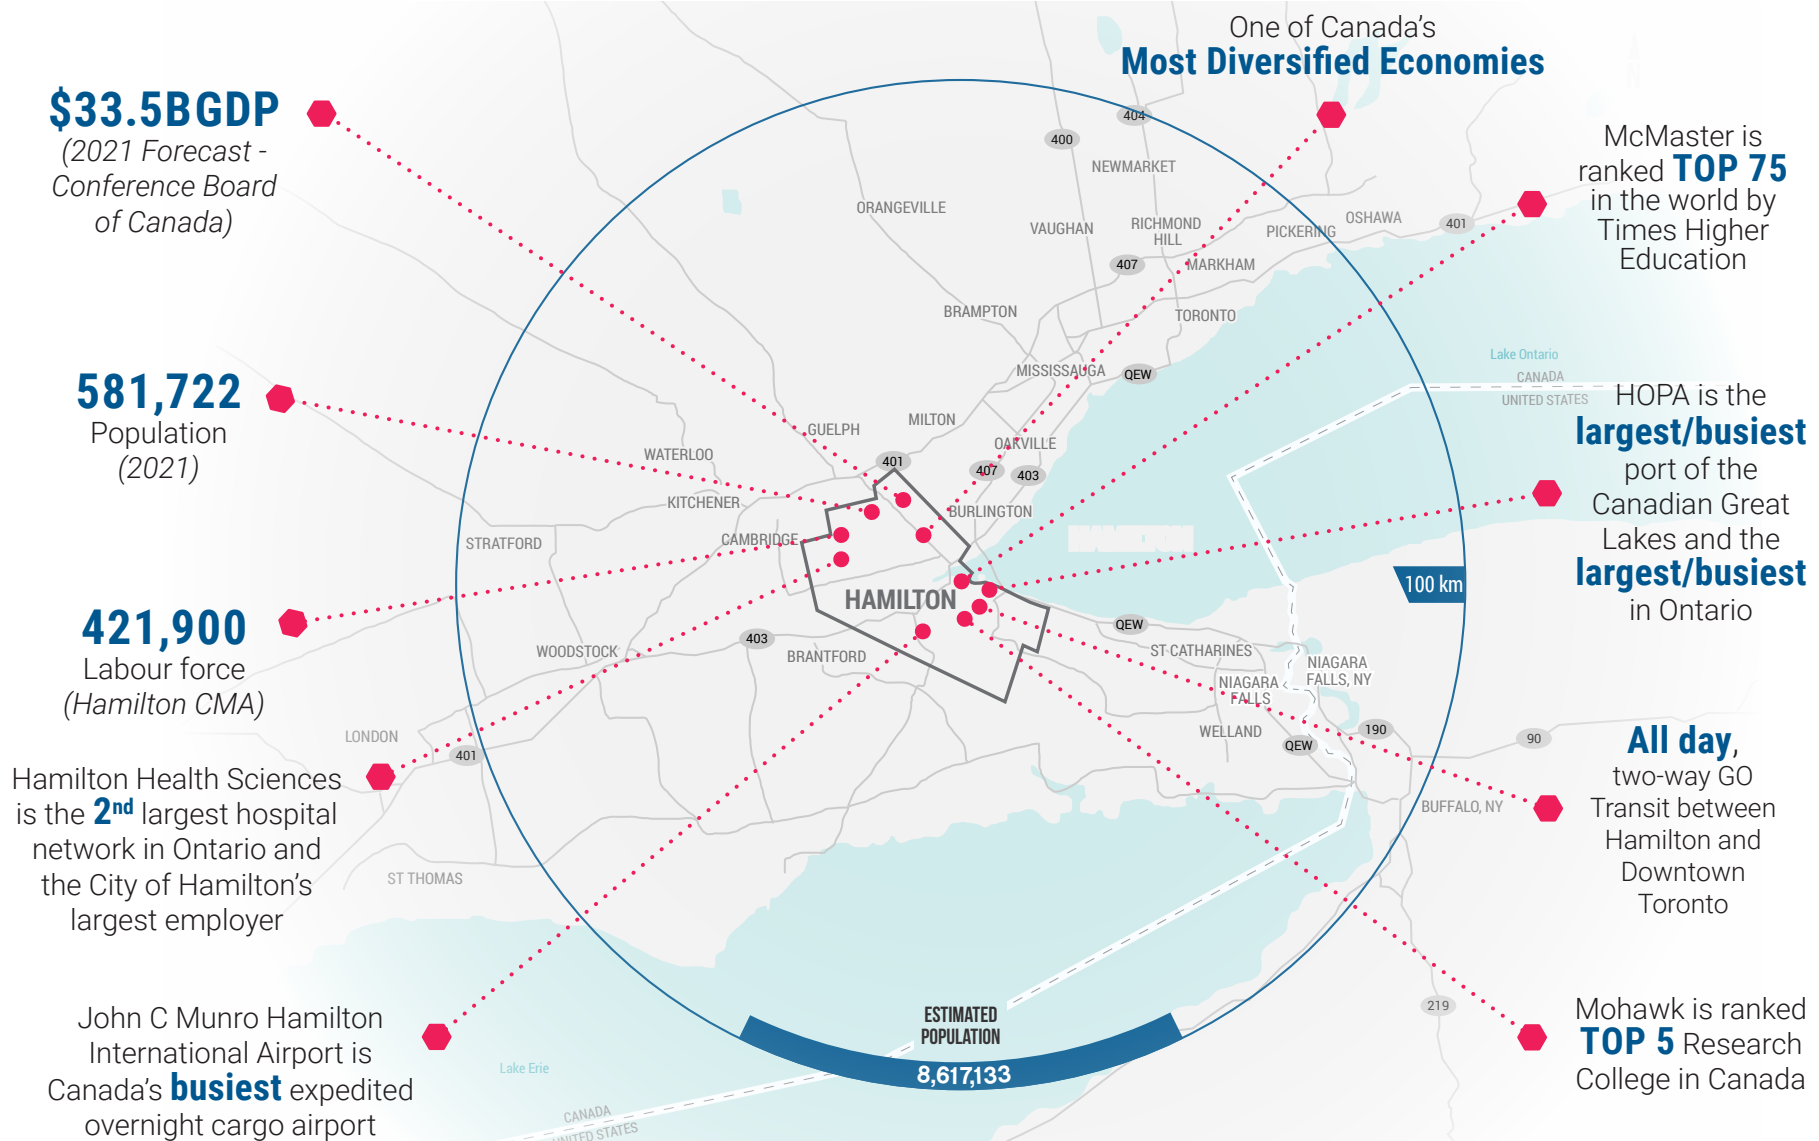 One of Canada's
Most Diversified Economies
$33.5BGDP
(2021 Forecast -
Conference Board
of Canada)
581,722
Population
(2021)
421,900
Labour force
(Hamilton CMA)
Hamilton Health Sciences
is the 2nd largest hospital
network in Ontario and
the City of Hamilton's
largest employer
John C Munro Hamilton
International Airport is
Canada's busiest expedited
overnight cargo airport
McMaster is
ranked TOP 75
in the world by
Times Higher
Education
HOPA is the
largest/busiest
port of the
Canadian Great
Lakes and the
largest/busiest
in Ontario
All day,
two-way GO
Transit between
Hamilton and
Downtown
Toronto
Mohawk is ranked
TOP 5 Research
College in Canada
404
400
NEWMARKET
ORANGEVILLE
VAUGHAN
RICHMOND
HILL
PICKERING
OSHAWA
401
407
MARKHAM
BRAMPTON
TORONTO
Lake Ontario
CANADA
UNITED STATES
MISSISSAUGA
QEW
MILTON
GUELPH
OAKVILLE
WATERLOO
401
407
403
KITCHENER
BURLINGTON
STRATFORD
CAMBRIDGE
HAMILTON
100 km
403
QEW
WOODSTOCK
BRANTFORD
ST CATHARINES
NIAGARA
FALLS
NIAGARA
FALLS, NY
WELLAND
QEW
190
90
LONDON
401
BUFFALO, NY
ST THOMAS
219
ESTIMATED
POPULATION
8,617,133
Lake Erie
CANADA
UNITED STATES